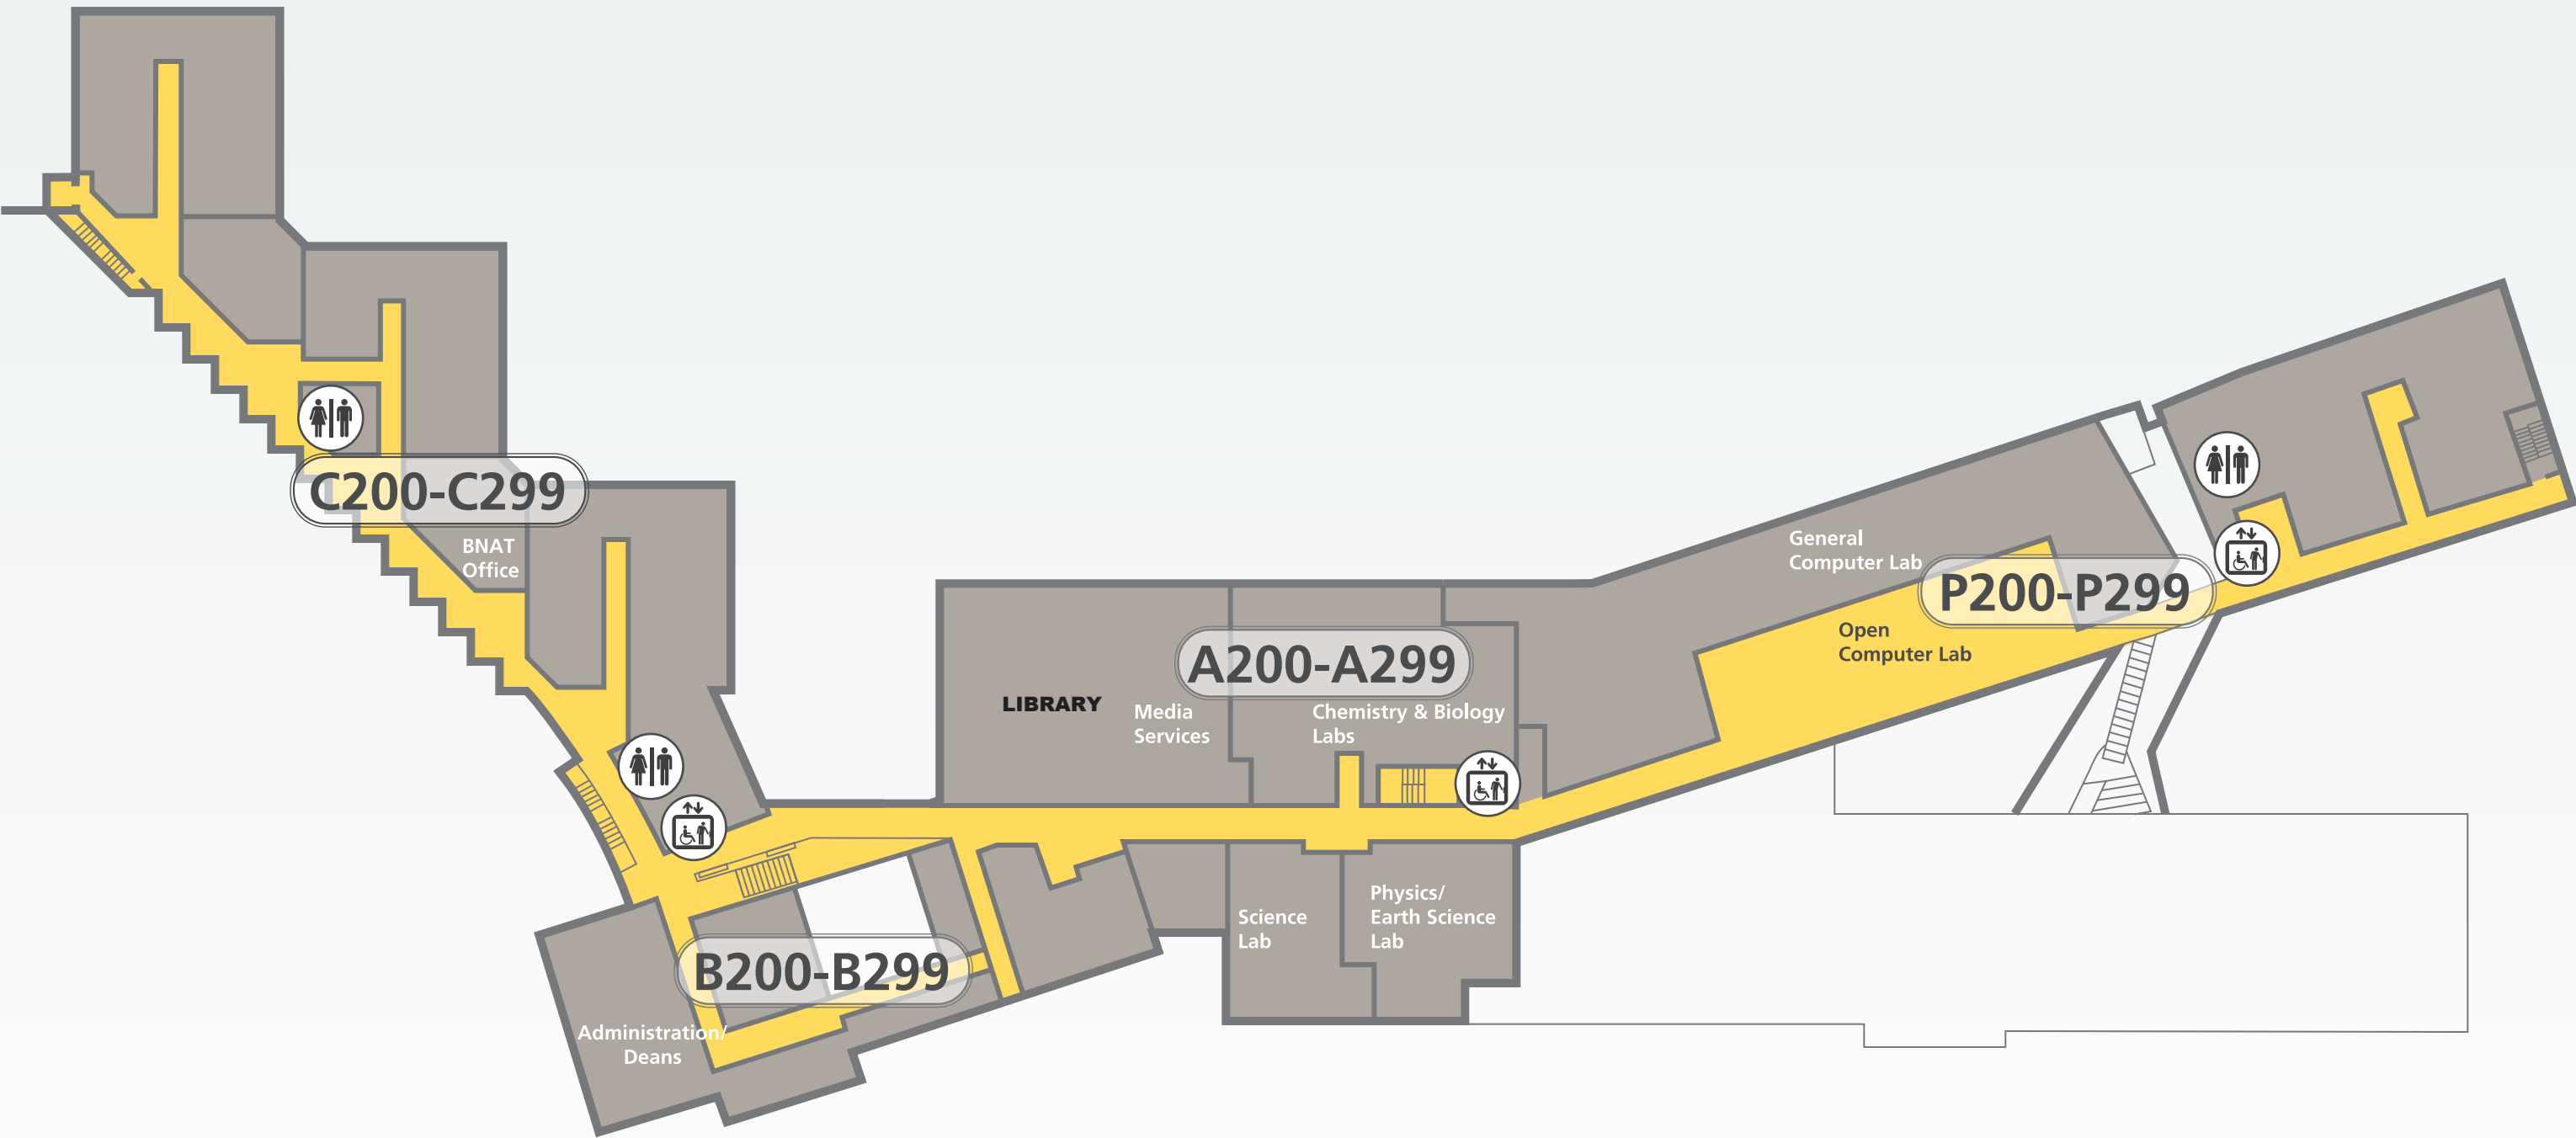 C200-C299
BNAT
Office
General
Computer Lab
P200-P299
Open
Computer Lab
A200-A299
LIBRARY
Media
Services
Chemistry & Biology
Labs
Science
Lab
Physics/
Earth Science
Lab
B200-B299
Administration/
Deans